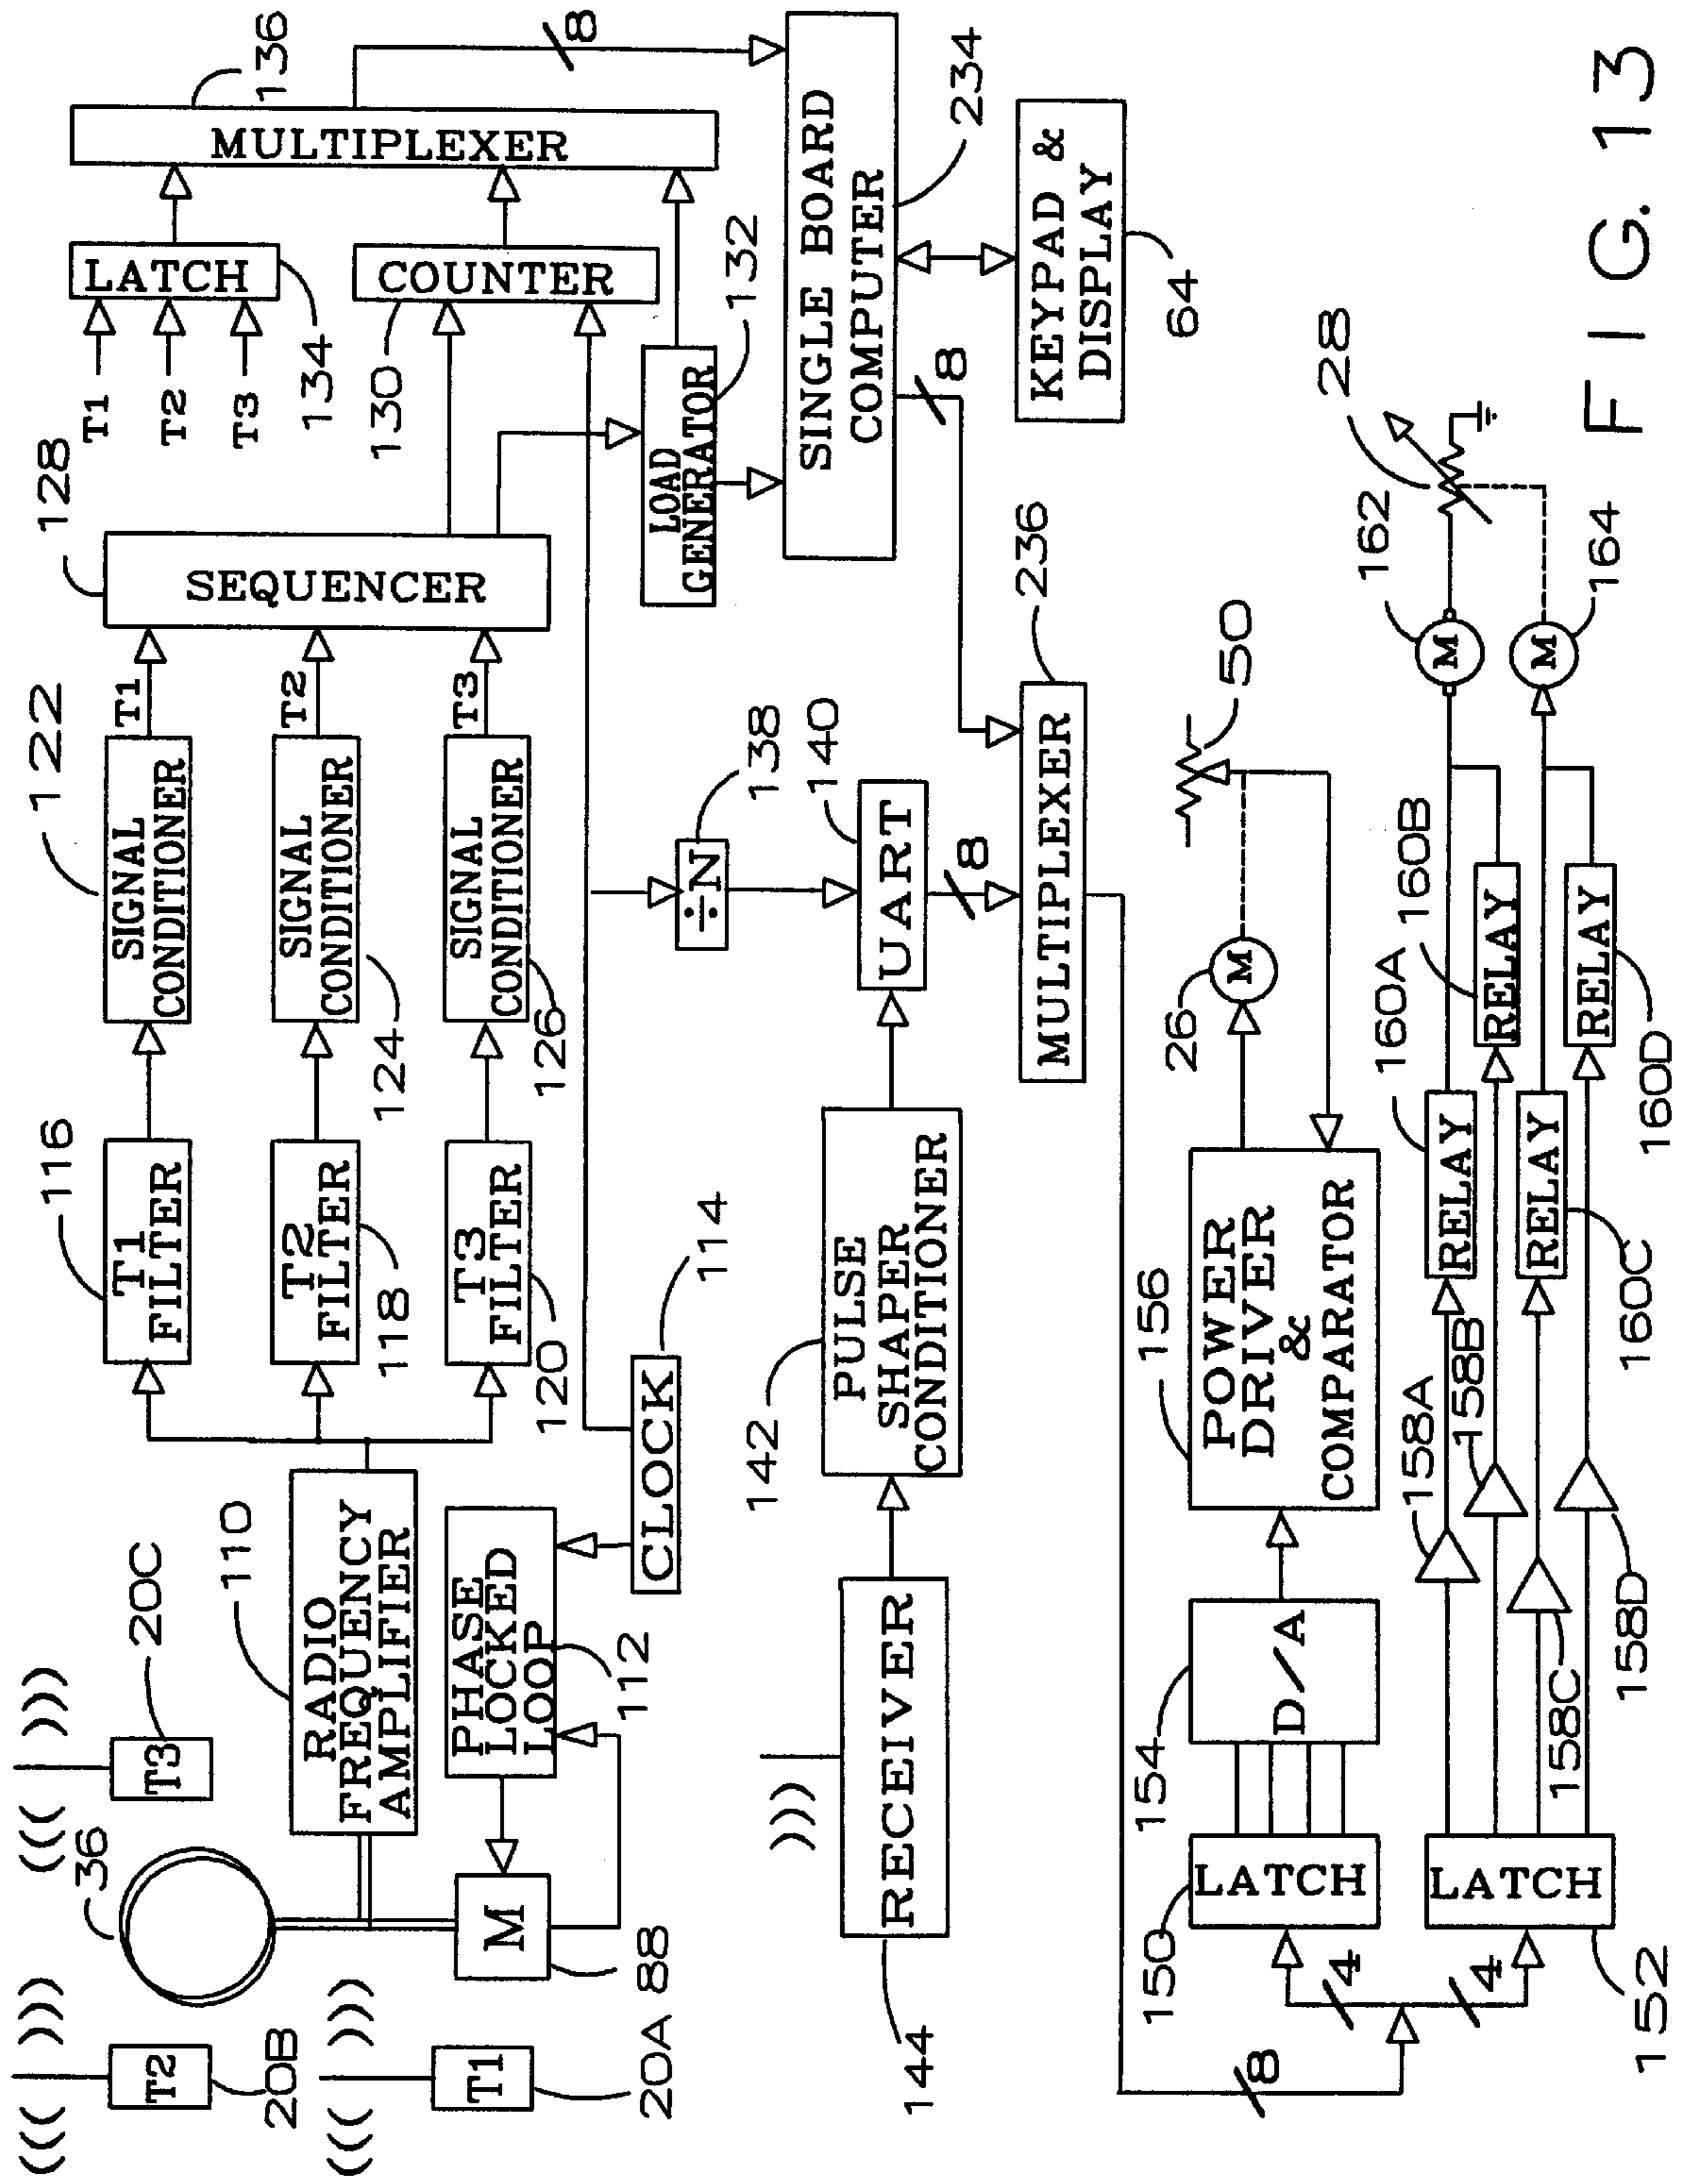 T2
20B
T1
20A
36
T3
20C
M
88
RADIO
FREQUENCY
AMPLIFIER
110
PHASE
LOCKED
LOOP
112
CLOCK
114
T1
FILTER
116
T2
FILTER
118
T3
FILTER
120
SIGNAL
CONDITIONER
122
SIGNAL
CONDITIONER
124
SIGNAL
CONDITIONER
126
T1
T2
T3
SEQUENCER
128
T1
T2
T3
LATCH
134
COUNTER
130
LOAD
GENERATOR
132
MULTIPLEXER
136
8
SINGLE BOARD
COMPUTER
234
8
KEYPAD &
DISPLAY
64
÷N
138
UART
140
8
RECEIVER
144
PULSE
SHAPER
CONDITIONER
142
MULTIPLEXER
236
8
4
4
LATCH
150
LATCH
152
D/A
154
POWER
DRIVER
&
COMPARATOR
156
M
26
50
158A
158B
158C
158D
RELAY
160A
RELAY
160B
RELAY
160C
RELAY
160D
M
162
M
164
28
FIG. 13